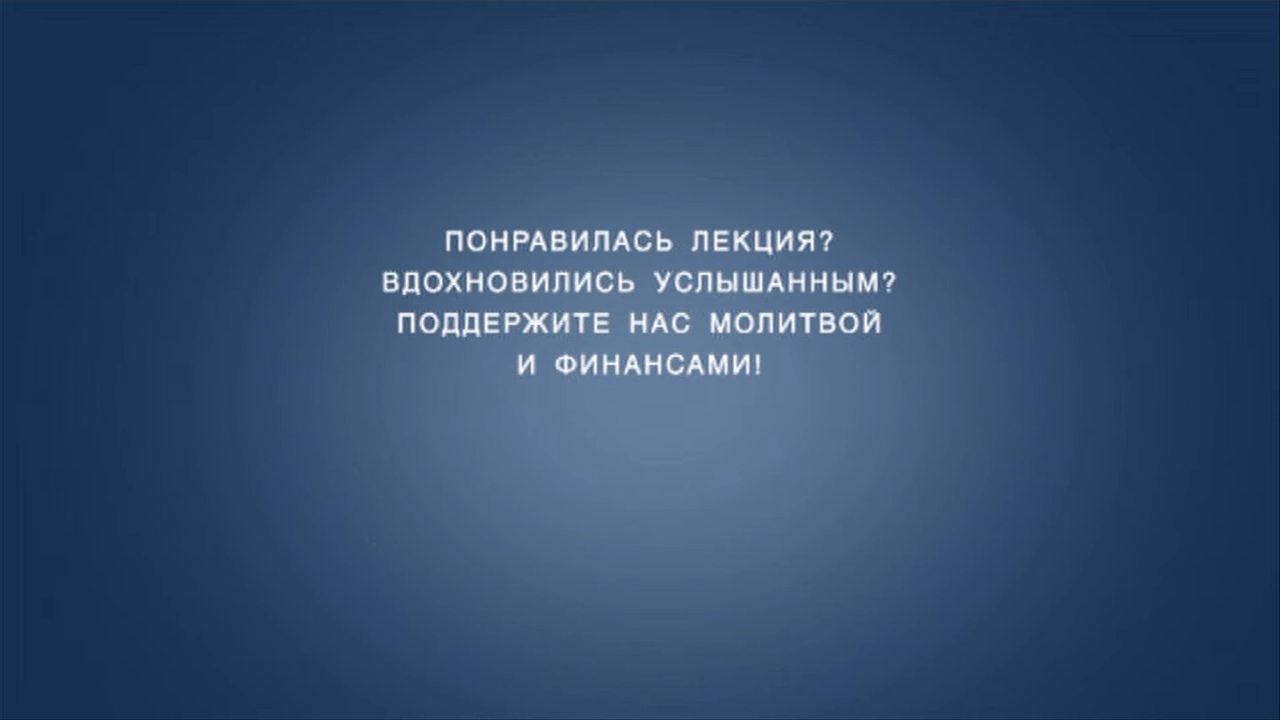 ПОНРАВИЛАСЬ ЛЕКЦИЯ?
ВДОХНОВИЛИСЬ УСЛЫШАННЫМ?
ПОДДЕРЖИТЕ НАС МОЛИТВОЙ
И ФИНАНСАМИ!